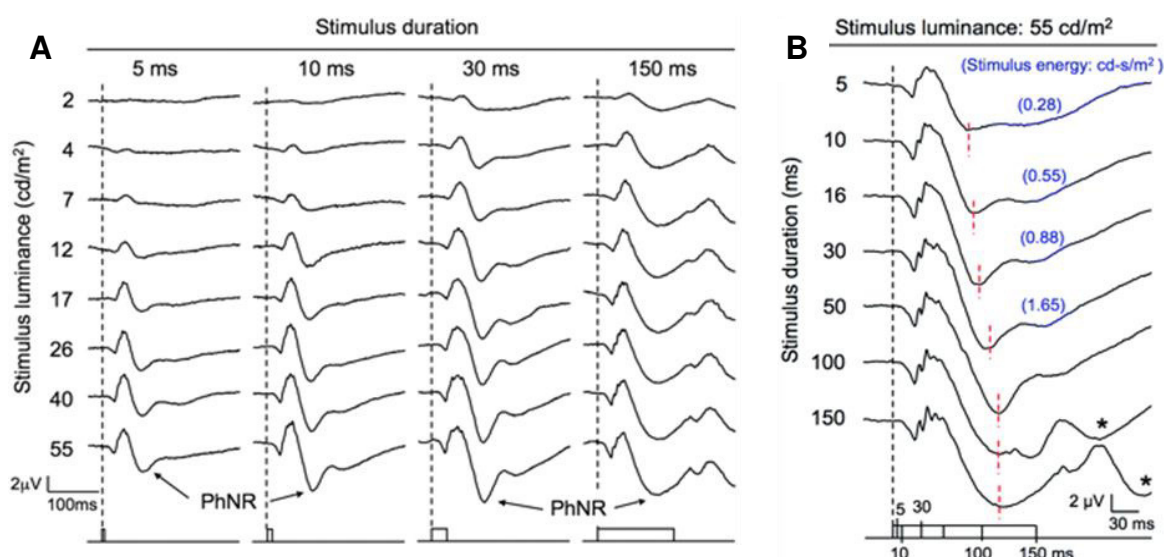 A
Stimulus duration
5 ms 10 ms 30 ms 150 ms
Stimulus luminance (cd/m²)
2
4
7
12
17
26
40
55
2μV
100ms
PhNR
PhNR
B
Stimulus luminance: 55 cd/m²
(Stimulus energy: cd-s/m²)
Stimulus duration (ms)
5
(0.28)
10
(0.55)
16
(0.88)
30
(1.65)
50
100
150
*
*
2 μV
30 ms
5 30
10 100 150
ms